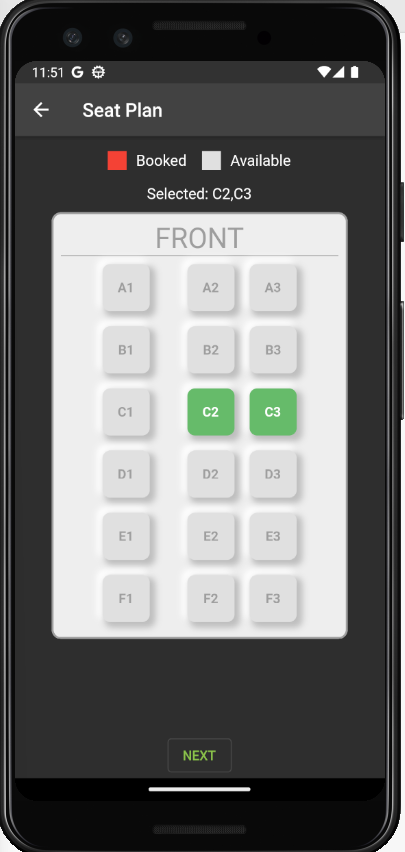 11:51
Seat Plan
Booked Available
Selected: C2,C3
FRONT
A1 A2 A3
B1 B2 B3
C1 C2 C3
D1 D2 D3
E1 E2 E3
F1 F2 F3
NEXT